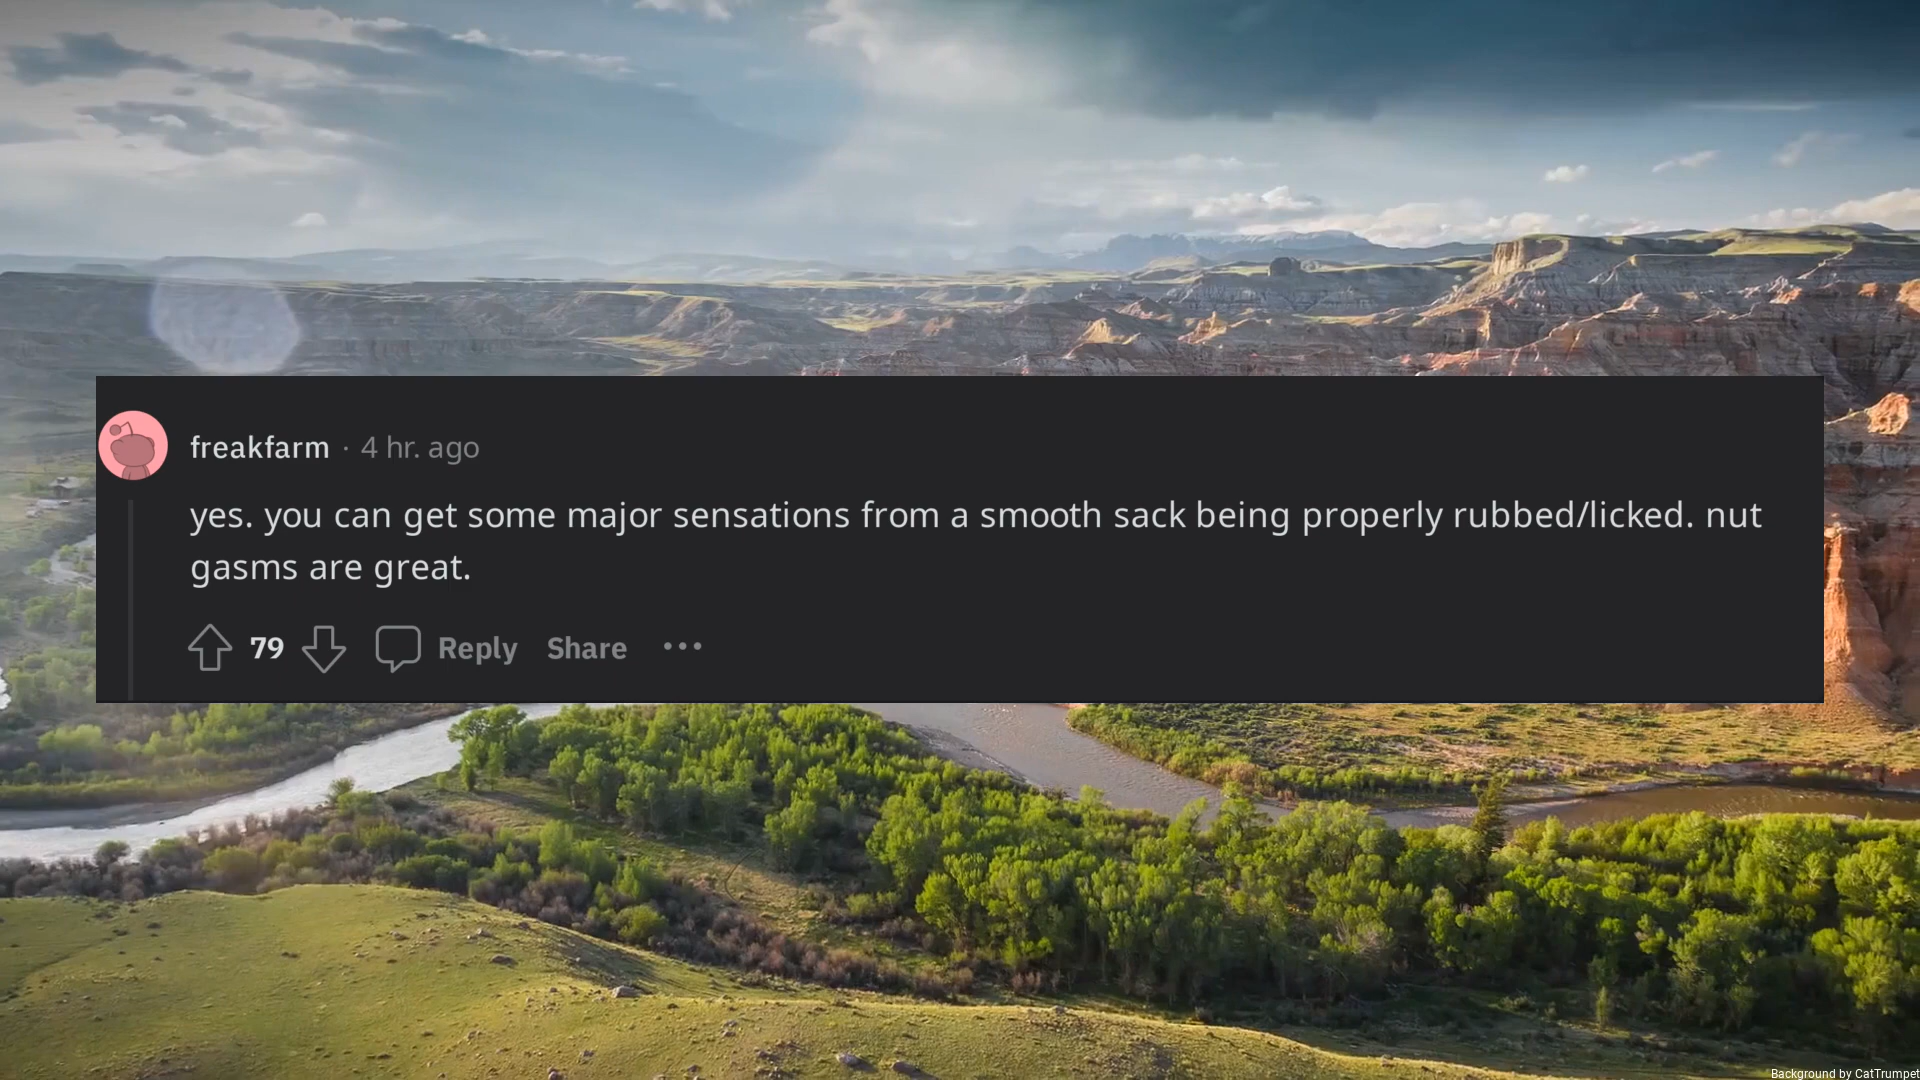 freakfarm · 4 hr. ago
yes. you can get some major sensations from a smooth sack being properly rubbed/licked. nut
gasms are great.
79 Reply Share •••
Background by CatTrumpet